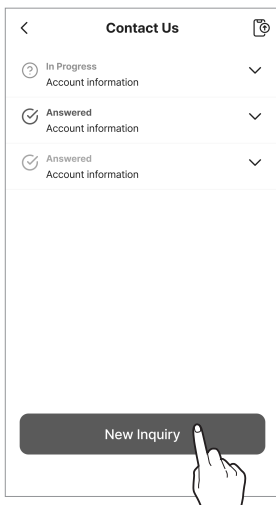 Contact Us
In Progress
Account information
Answered
Account information
Answered
Account information
New Inquiry